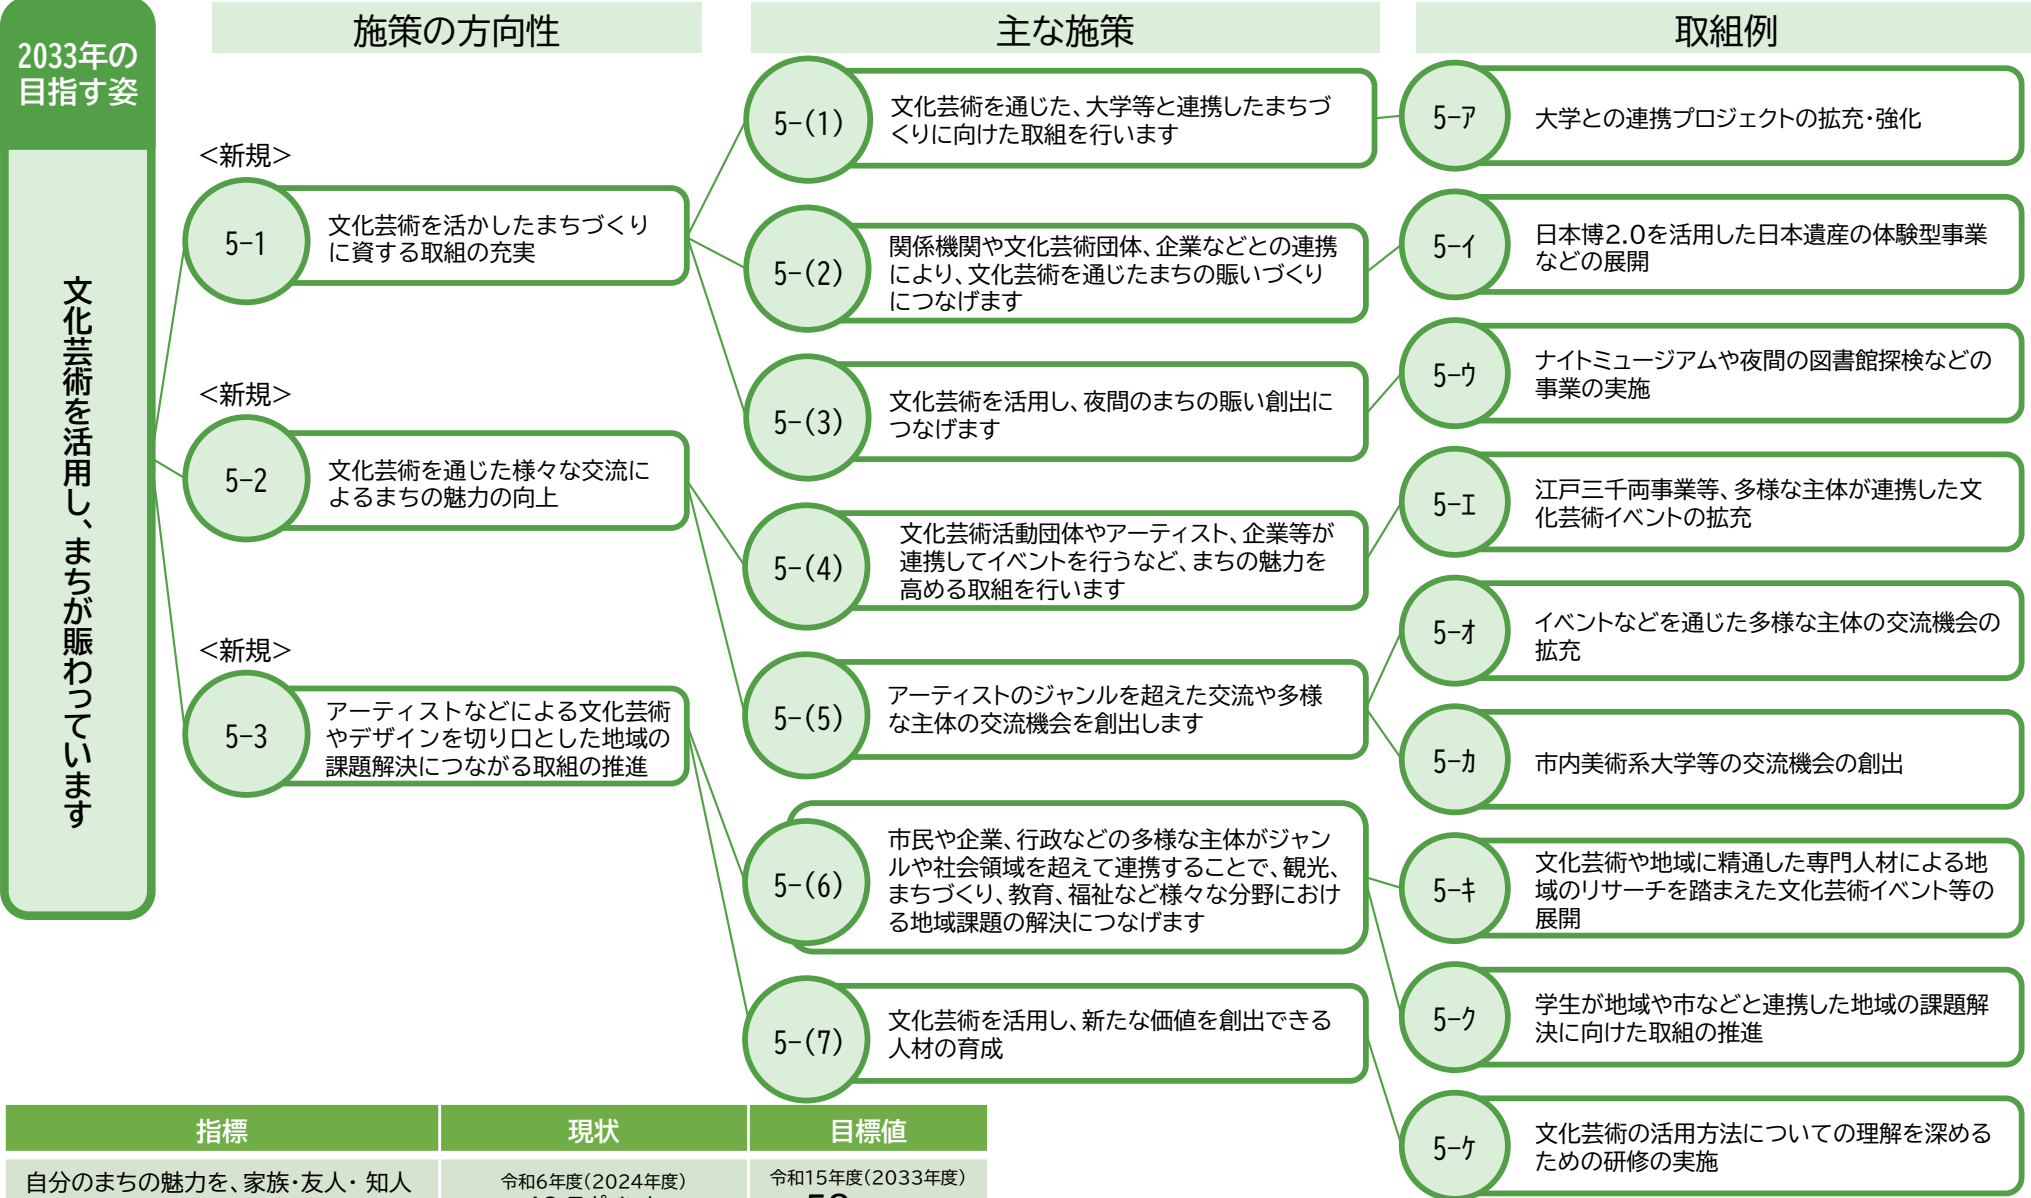 2033年の
目指す姿
文化芸術を活用し、まちが賑わっています
施策の方向性
<新規>
5-1
文化芸術を活かしたまちづくり
に資する取組の充実
<新規>
5-2
文化芸術を通じた様々な交流に
よるまちの魅力の向上
<新規>
5-3
アーティストなどによる文化芸術
やデザインを切り口とした地域の
課題解決につながる取組の推進
主な施策
5-(1)
文化芸術を通じた、大学等と連携したまちづ
くりに向けた取組を行います
5-(2)
関係機関や文化芸術団体、企業などとの連携
により、文化芸術を通じたまちの賑いづくり
につなげます
5-(3)
文化芸術を活用し、夜間のまちの賑い創出に
つなげます
5-(4)
文化芸術活動団体やアーティスト、企業等が
連携してイベントを行うなど、まちの魅力を
高める取組を行います
5-(5)
アーティストのジャンルを超えた交流や多様
な主体の交流機会を創出します
5-(6)
市民や企業、行政などの多様な主体がジャン
ルや社会領域を超えて連携することで、観光、
まちづくり、教育、福祉など様々な分野におけ
る地域課題の解決につなげます
5-(7)
文化芸術を活用し、新たな価値を創出できる
人材の育成
取組例
5-ア
大学との連携プロジェクトの拡充・強化
5-イ
日本博2.0を活用した日本遺産の体験型事業
などの展開
5-ウ
ナイトミュージアムや夜間の図書館探検などの
事業の実施
5-エ
江戸三千両事業等、多様な主体が連携した文
化芸術イベントの拡充
5-オ
イベントなどを通じた多様な主体の交流機会の
拡充
5-カ
市内美術系大学等の交流機会の創出
5-キ
文化芸術や地域に精通した専門人材による地
域のリサーチを踏まえた文化芸術イベント等の
展開
5-ク
学生が地域や市などと連携した地域の課題解
決に向けた取組の推進
5-ケ
文化芸術の活用方法についての理解を深める
ための研修の実施
指標
現状
目標値
自分のまちの魅力を、家族・友人・知人
令和6年度(2024年度)
令和15年度(2033年度)